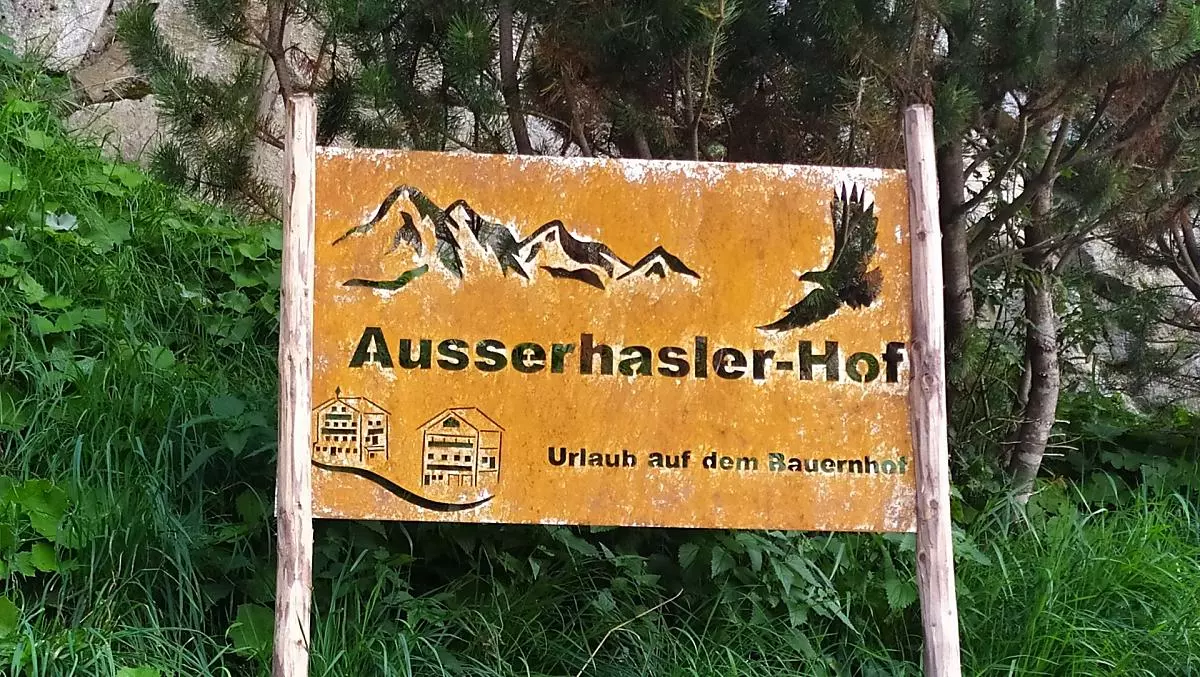 Ausserhasler-Hof
Urlaub auf dem Bauernhof